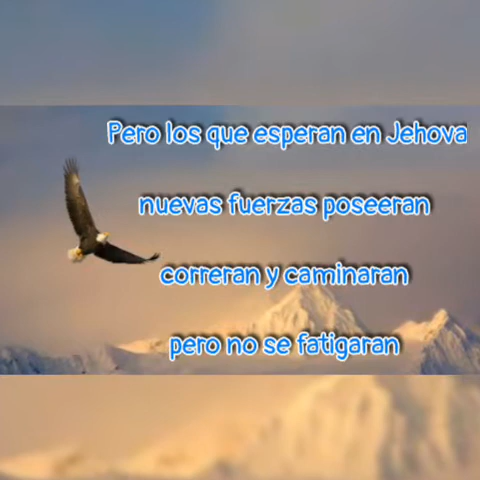 Pero los que esperan en Jehova
nuevas fuerzas poseeran
correran y caminaran
pero no se fatigaran